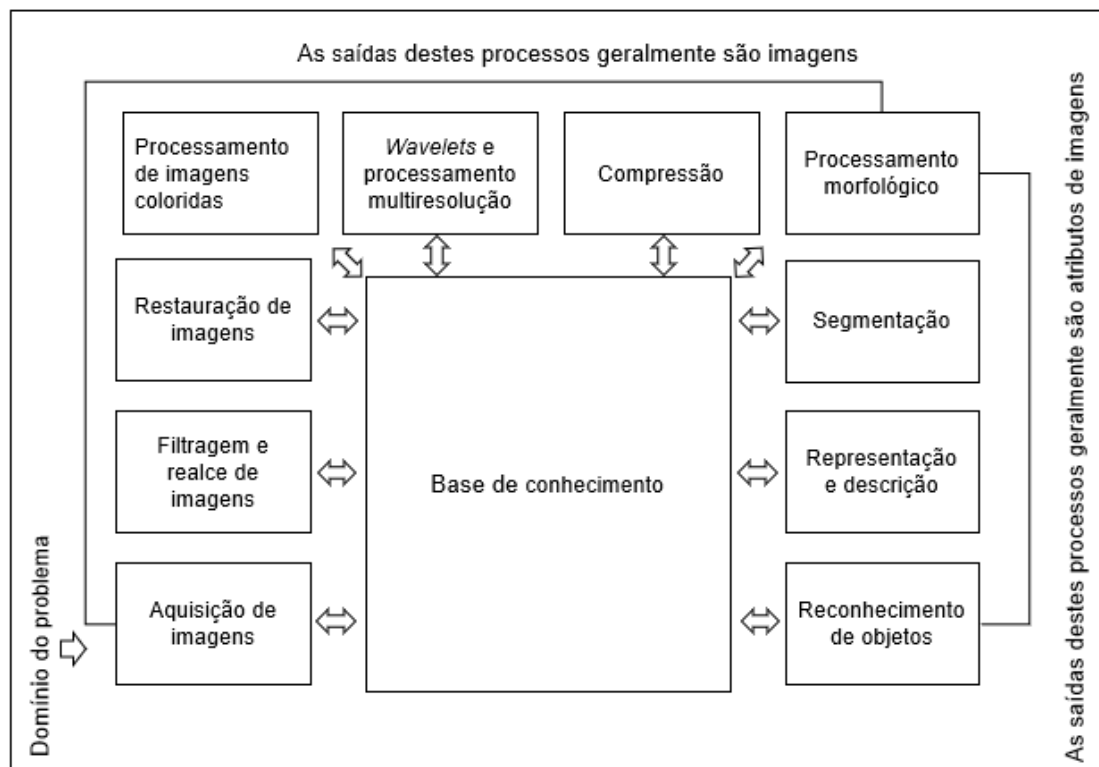 As saídas destes processos geralmente são imagens
Processamento
de imagens
coloridas
Wavelets e
processamento
multiresolução
Compressão
Processamento
morfológico
Restauração de
imagens
Segmentação
Filtragem e
realce de
imagens
Base de conhecimento
Representação
e descrição
Aquisição de
imagens
Reconhecimento
de objetos
Domínio do problema
As saídas destes processos geralmente são atributos de imagens